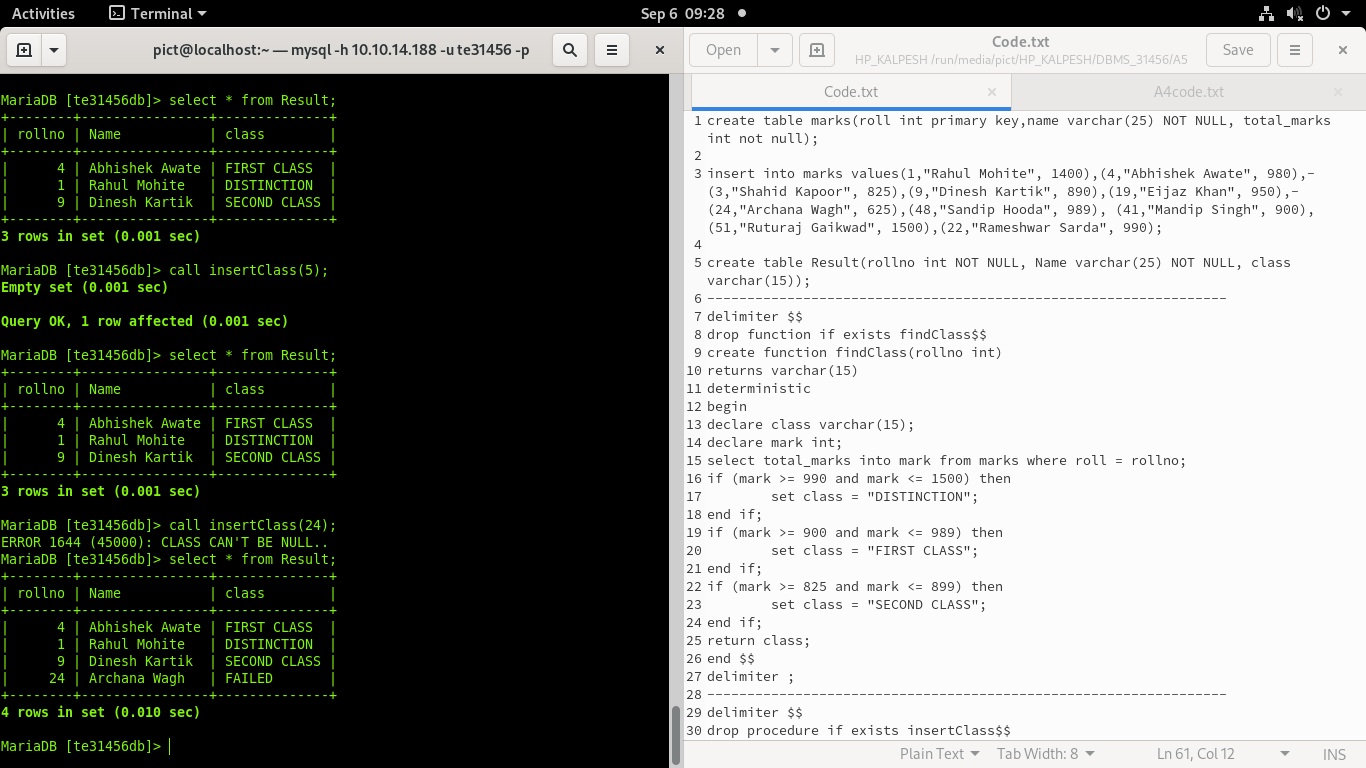 Activities Terminal Sep 6 09:28
pict@localhost:~ — mysql -h 10.10.14.188 -u te31456 -p
MariaDB [te31456db]> select * from Result;
+--------+---------------+--------------+
| rollno | Name          | class        |
+--------+---------------+--------------+
|      4 | Abhishek Awate | FIRST CLASS  |
|      1 | Rahul Mohite   | DISTINCTION  |
|      9 | Dinesh Kartik  | SECOND CLASS |
+--------+---------------+--------------+
3 rows in set (0.001 sec)
MariaDB [te31456db]> call insertClass(5);
Empty set (0.001 sec)
Query OK, 1 row affected (0.001 sec)
MariaDB [te31456db]> select * from Result;
+--------+---------------+--------------+
| rollno | Name           | class        |
+--------+---------------+--------------+
|      4 | Abhishek Awate | FIRST CLASS  |
|      1 | Rahul Mohite   | DISTINCTION  |
|      9 | Dinesh Kartik  | SECOND CLASS |
+--------+---------------+--------------+
3 rows in set (0.001 sec)
MariaDB [te31456db]> call insertClass(24);
ERROR 1644 (45000): CLASS CAN'T BE NULL..
MariaDB [te31456db]> select * from Result;
+--------+---------------+--------------+
| rollno | Name           | class        |
+--------+---------------+--------------+
|      4 | Abhishek Awate | FIRST CLASS  |
|      1 | Rahul Mohite   | DISTINCTION  |
|      9 | Dinesh Kartik  | SECOND CLASS |
|     24 | Archana Wagh   | FAILED       |
+--------+---------------+--------------+
4 rows in set (0.010 sec)
MariaDB [te31456db]>
Open Code.txt Save
HP_KALPESH /run/media/pict/HP_KALPESH/DBMS_31456/A5
Code.txt A4code.txt
1 create table marks(roll int primary key,name varchar(25) NOT NULL, total_marks
int not null);
2
3 insert into marks values(1,"Rahul Mohite", 1400),(4,"Abhishek Awate", 980),-
(3,"Shahid Kapoor", 825),(9,"Dinesh Kartik", 890),(19,"Eijaz Khan", 950),-
(24,"Archana Wagh", 625),(48,"Sandip Hooda", 989), (41,"Mandip Singh", 900),
(51,"Ruturaj Gaikwad", 1500),(22,"Rameshwar Sarda", 990);
4
5 create table Result(rollno int NOT NULL, Name varchar(25) NOT NULL, class
varchar(15));
6 -----------------------------------------------------------------
7 delimiter $$
8 drop function if exists findClass$$
9 create function findClass(rollno int)
10 returns varchar(15)
11 deterministic
12 begin
13 declare class varchar(15);
14 declare mark int;
15 select total_marks into mark from marks where roll = rollno;
16 if (mark >= 990 and mark <= 1500) then
17         set class = "DISTINCTION";
18 end if;
19 if (mark >= 900 and mark <= 989) then
20         set class = "FIRST CLASS";
21 end if;
22 if (mark >= 825 and mark <= 899) then
23         set class = "SECOND CLASS";
24 end if;
25 return class;
26 end $$
27 delimiter ;
28 -----------------------------------------------------------------
29 delimiter $$
30 drop procedure if exists insertClass$$
Plain Text Tab Width: 8 Ln 61, Col 12 INS